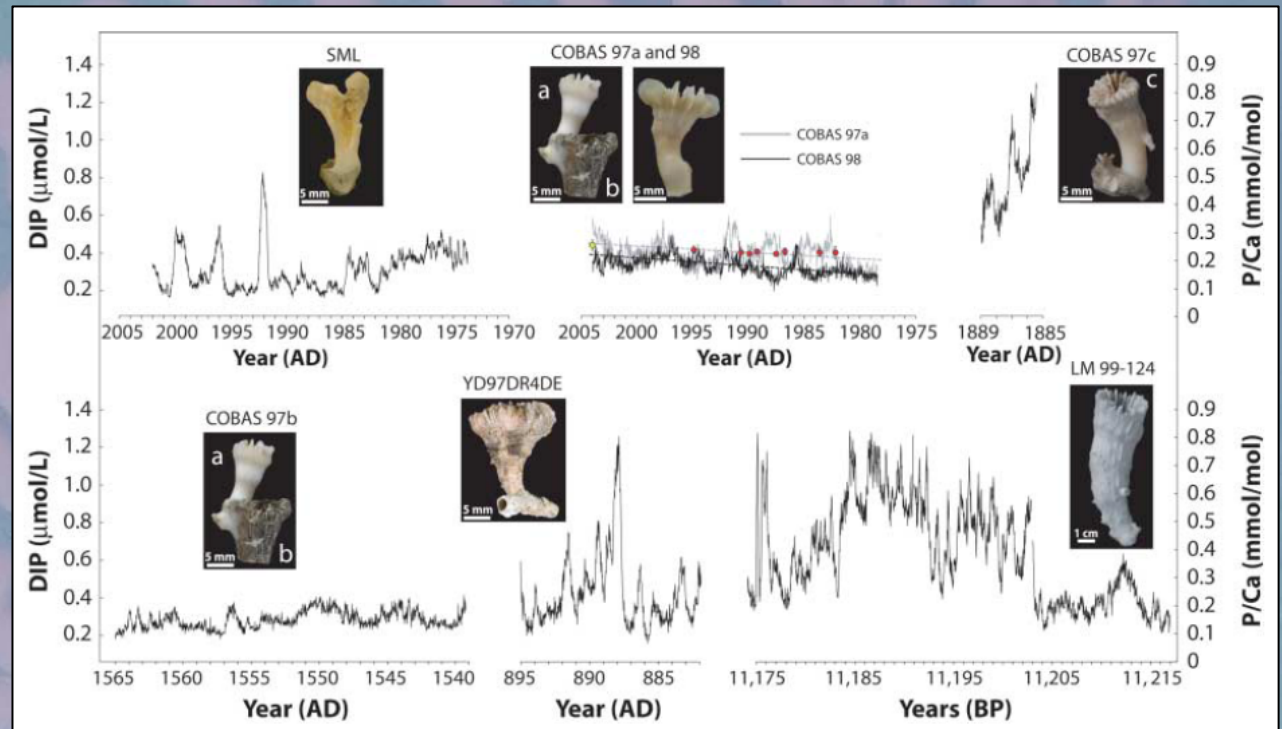 SML
COBAS 97a and 98
COBAS 97c
DIP (μmol/L)
1.4
1.2
1.0
0.8
0.6
0.4
0.2
5 mm
a
b
5 mm
5 mm
COBAS 97a
COBAS 98
c
5 mm
0.9
0.8
0.7
0.6
0.5
0.4
0.3
0.2
0.1
0
P/Ca (mmol/mol)
2005 2000 1995 1990 1985 1980 1975 1970
Year (AD)
2005 2000 1995 1990 1985 1980 1975
Year (AD)
1889 1885
Year (AD)
COBAS 97b
YD97DR4DE
LM 99-124
DIP (μmol/L)
1.4
1.2
1.0
0.8
0.6
0.4
0.2
a
b
5 mm
5 mm
1 cm
0.9
0.8
0.7
0.6
0.5
0.4
0.3
0.2
0.1
0
P/Ca (mmol/mol)
1565 1560 1555 1550 1545 1540
Year (AD)
895 890 885
Year (AD)
11,175 11,185 11,195 11,205 11,215
Years (BP)